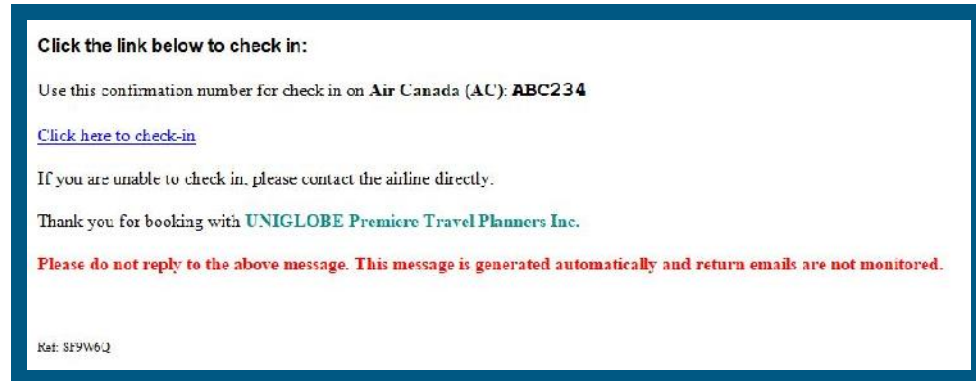 Click the link below to check in:
Use this confirmation number for check in on Air Canada (AC): ABC234
Click here to check-in
If you are unable to check in, please contact the airline directly.
Thank you for booking with UNIGLOBE Premiere Travel Planners Inc.
Please do not reply to the above message. This message is generated automatically and return emails are not monitored.
Ref: SF9W6Q